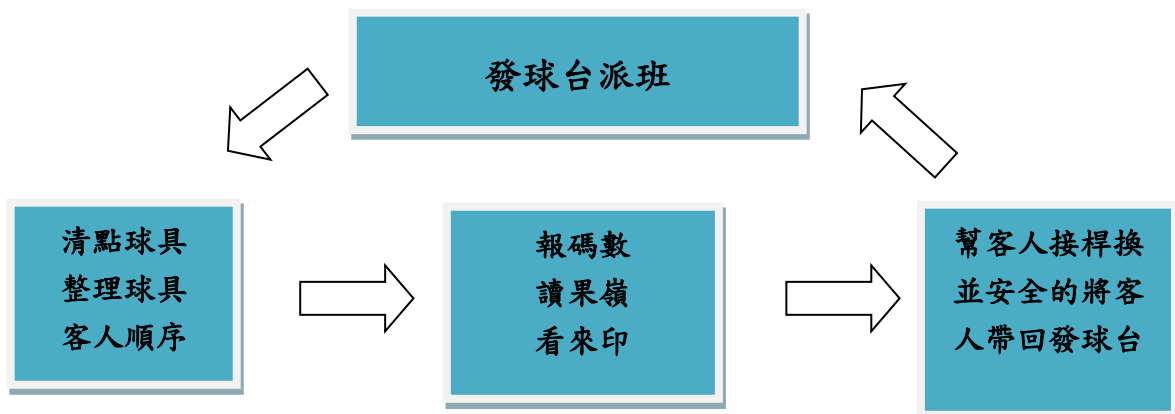 發球台派班
清點球具
整理球具
客人順序
報碼數
讀果嶺
看來印
幫客人接桿換
並安全的將客
人帶回發球台